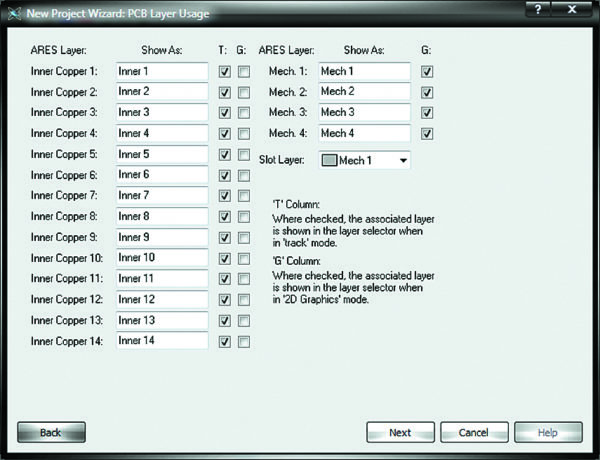 New Project Wizard: PCB Layer Usage
ARES Layer: Show As: T: G: ARES Layer: Show As: G:
Inner Copper 1: Inner 1 Mech. 1: Mech 1
Inner Copper 2: Inner 2 Mech. 2: Mech 2
Inner Copper 3: Inner 3 Mech. 3: Mech 3
Inner Copper 4: Inner 4 Mech. 4: Mech 4
Inner Copper 5: Inner 5 Slot Layer: Mech 1
Inner Copper 6: Inner 6
Inner Copper 7: Inner 7
Inner Copper 8: Inner 8
Inner Copper 9: Inner 9
Inner Copper 10: Inner 10
Inner Copper 11: Inner 11
Inner Copper 12: Inner 12
Inner Copper 13: Inner 13
Inner Copper 14: Inner 14
'T' Column:
Where checked, the associated layer
is shown in the layer selector when
in 'track' mode.
'G' Column:
Where checked, the associated layer
is shown in the layer selector when
in '2D Graphics' mode.
Back Next Cancel Help